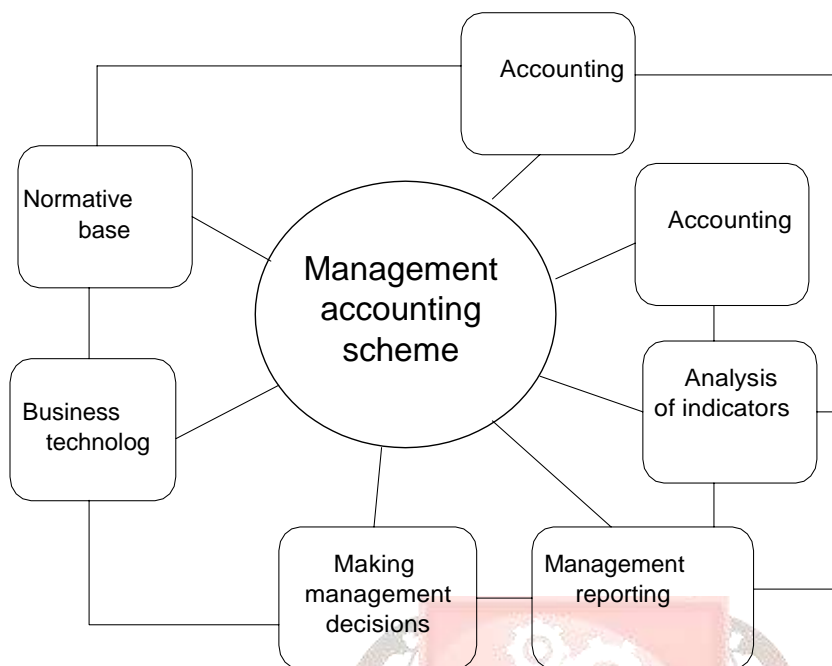 Accounting
Normative
base
Accounting
Management
accounting
scheme
Analysis
of indicators
Business
technolog
Making
management
decisions
Management
reporting